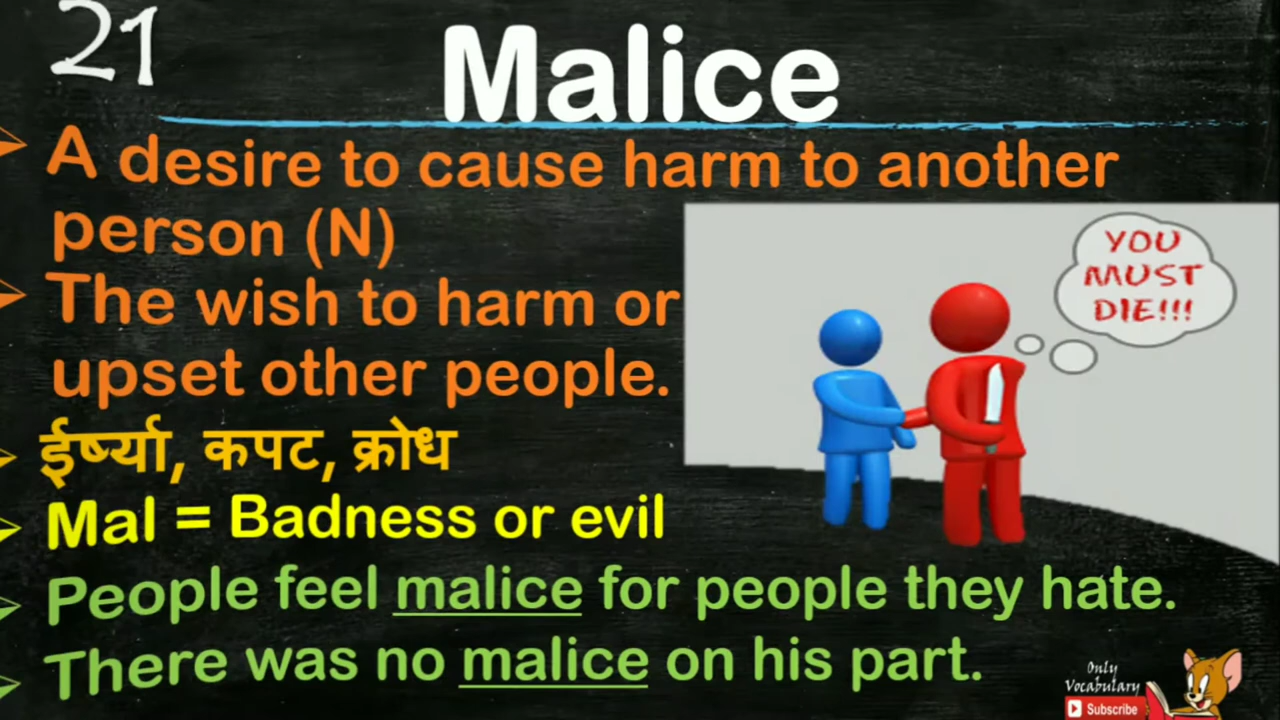 21
Malice
A desire to cause harm to another
person (N)
The wish to harm or
upset other people.
YOU
MUST
DIE!!!
ईर्ष्या, कपट, क्रोध
Mal = Badness or evil
People feel malice for people they hate.
There was no malice on his part.
Only
Vocabulary
Subscribe